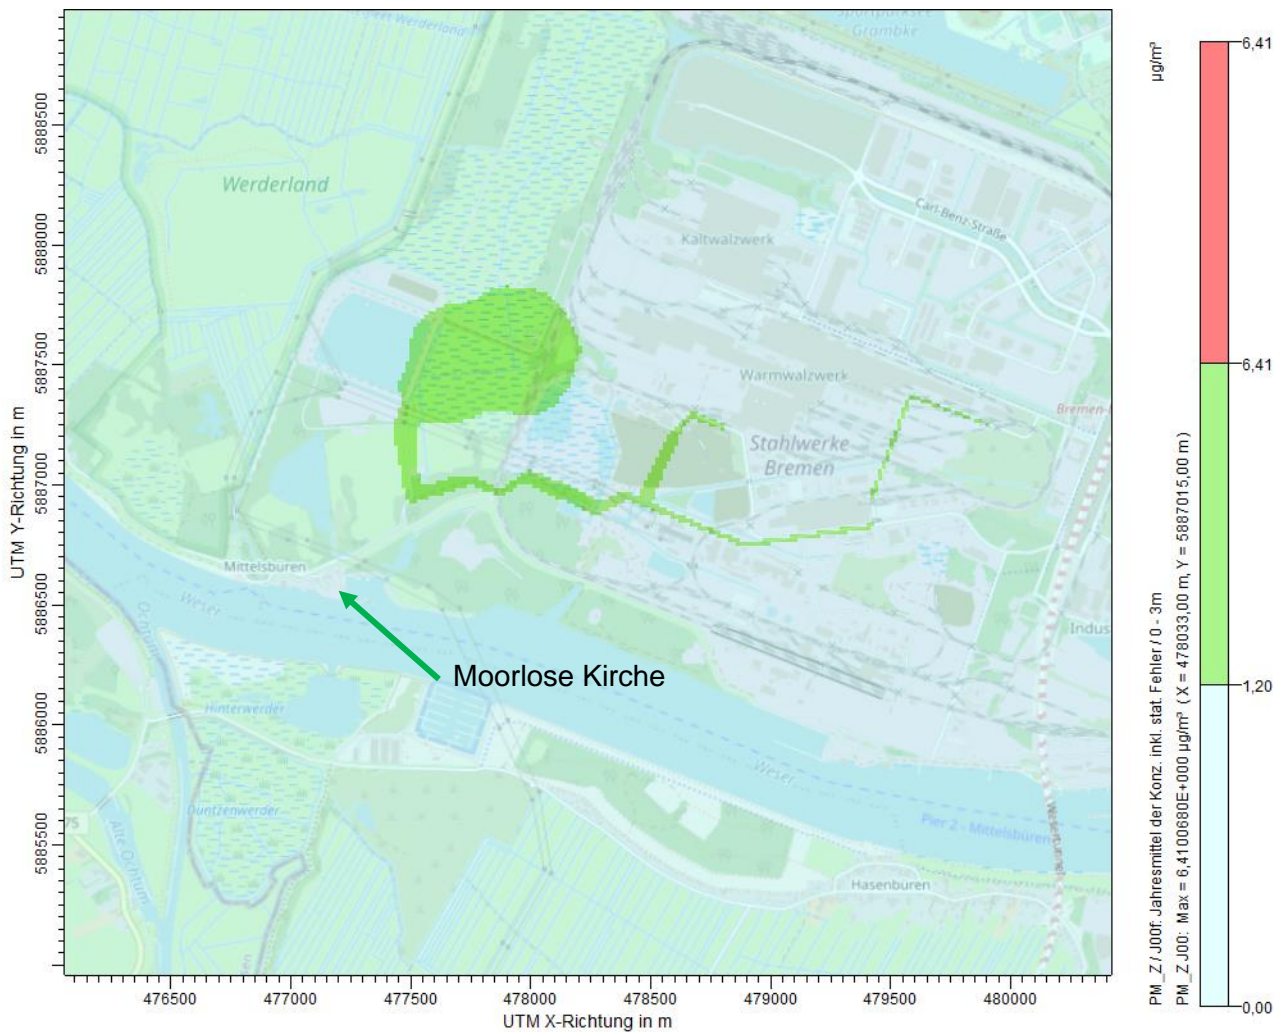 Sportparksee
Grambke
µg/m³
6,41
5888500
Werderland
Carl-Benz-Straße
5888000
Kaltwalzwerk
5887500
Warmwalzwerk
6,41
Bremen-
Stahlwerke
Bremen
5887000
UTM Y-Richtung in m
Mittelsbüren
5886500
Weser
Ochtum
Indus
Moorlose Kirche
1,20
Hinterwerder
5886000
Weser
Duntzenwerder
75
Pier 2 - Mittelsbüren
Alte Ochtum
5885500
Wesertunnel
Hasenbüren
PM_Z / J00f: Jahresmittel der Konz. inkl. stat. Fehler / 0 - 3m
PM_Z J00: Max = 6,4100680E+000 µg/m³ (X = 478033,00 m, Y = 5887015,00 m)
0,00
476500 477000 477500 478000 478500 479000 479500 480000
UTM X-Richtung in m